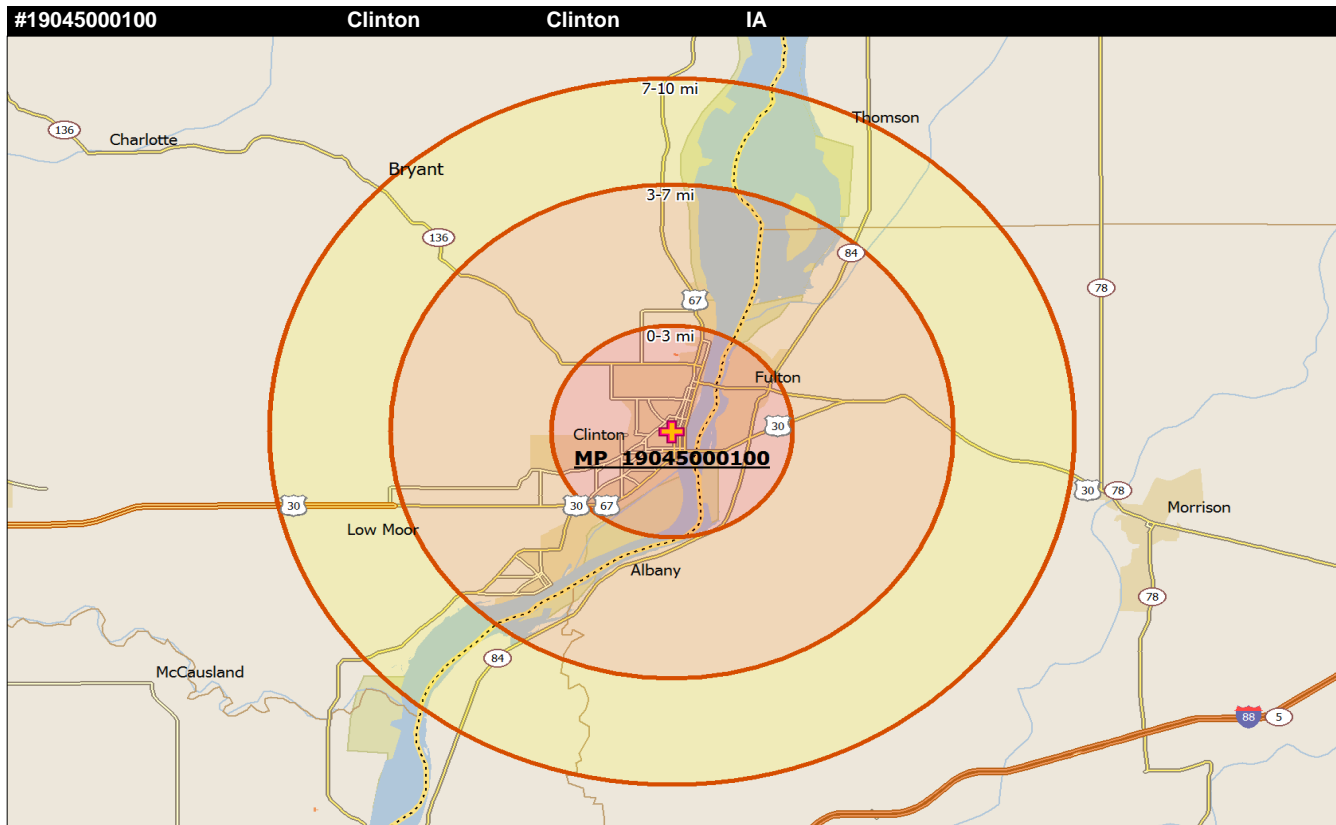 #19045000100 Clinton Clinton IA
7-10 mi
Thomson
136
Charlotte
Bryant
3-7 mi
136
84
78
67
0-3 mi
Fulton
30
Clinton
MP 19045000100
30
78
30
30
67
Morrison
Low Moor
Albany
78
84
McCausland
88
5